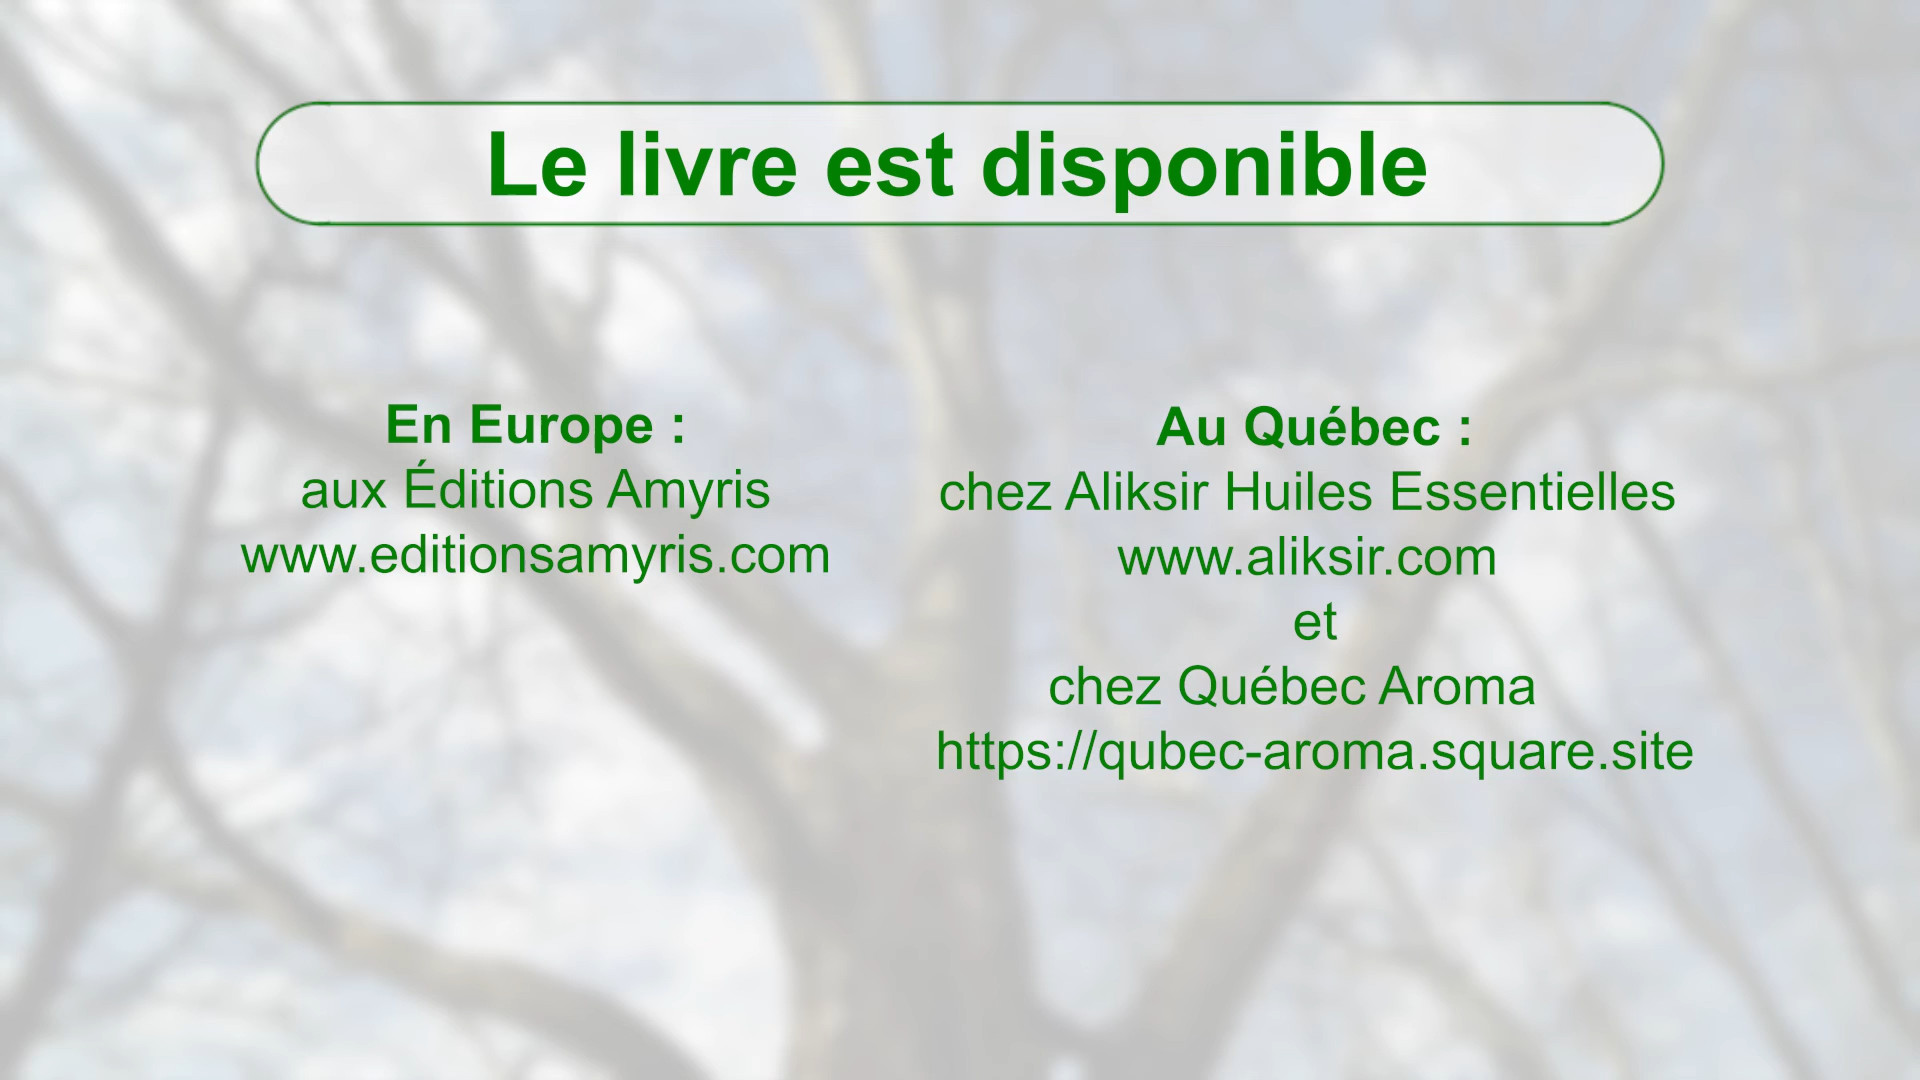 Le livre est disponible
En Europe :
aux Éditions Amyris
www.editionsamyris.com
Au Québec :
chez Aliksir Huiles Essentielles
www.aliksir.com
et
chez Québec Aroma
https://qubec-aroma.square.site